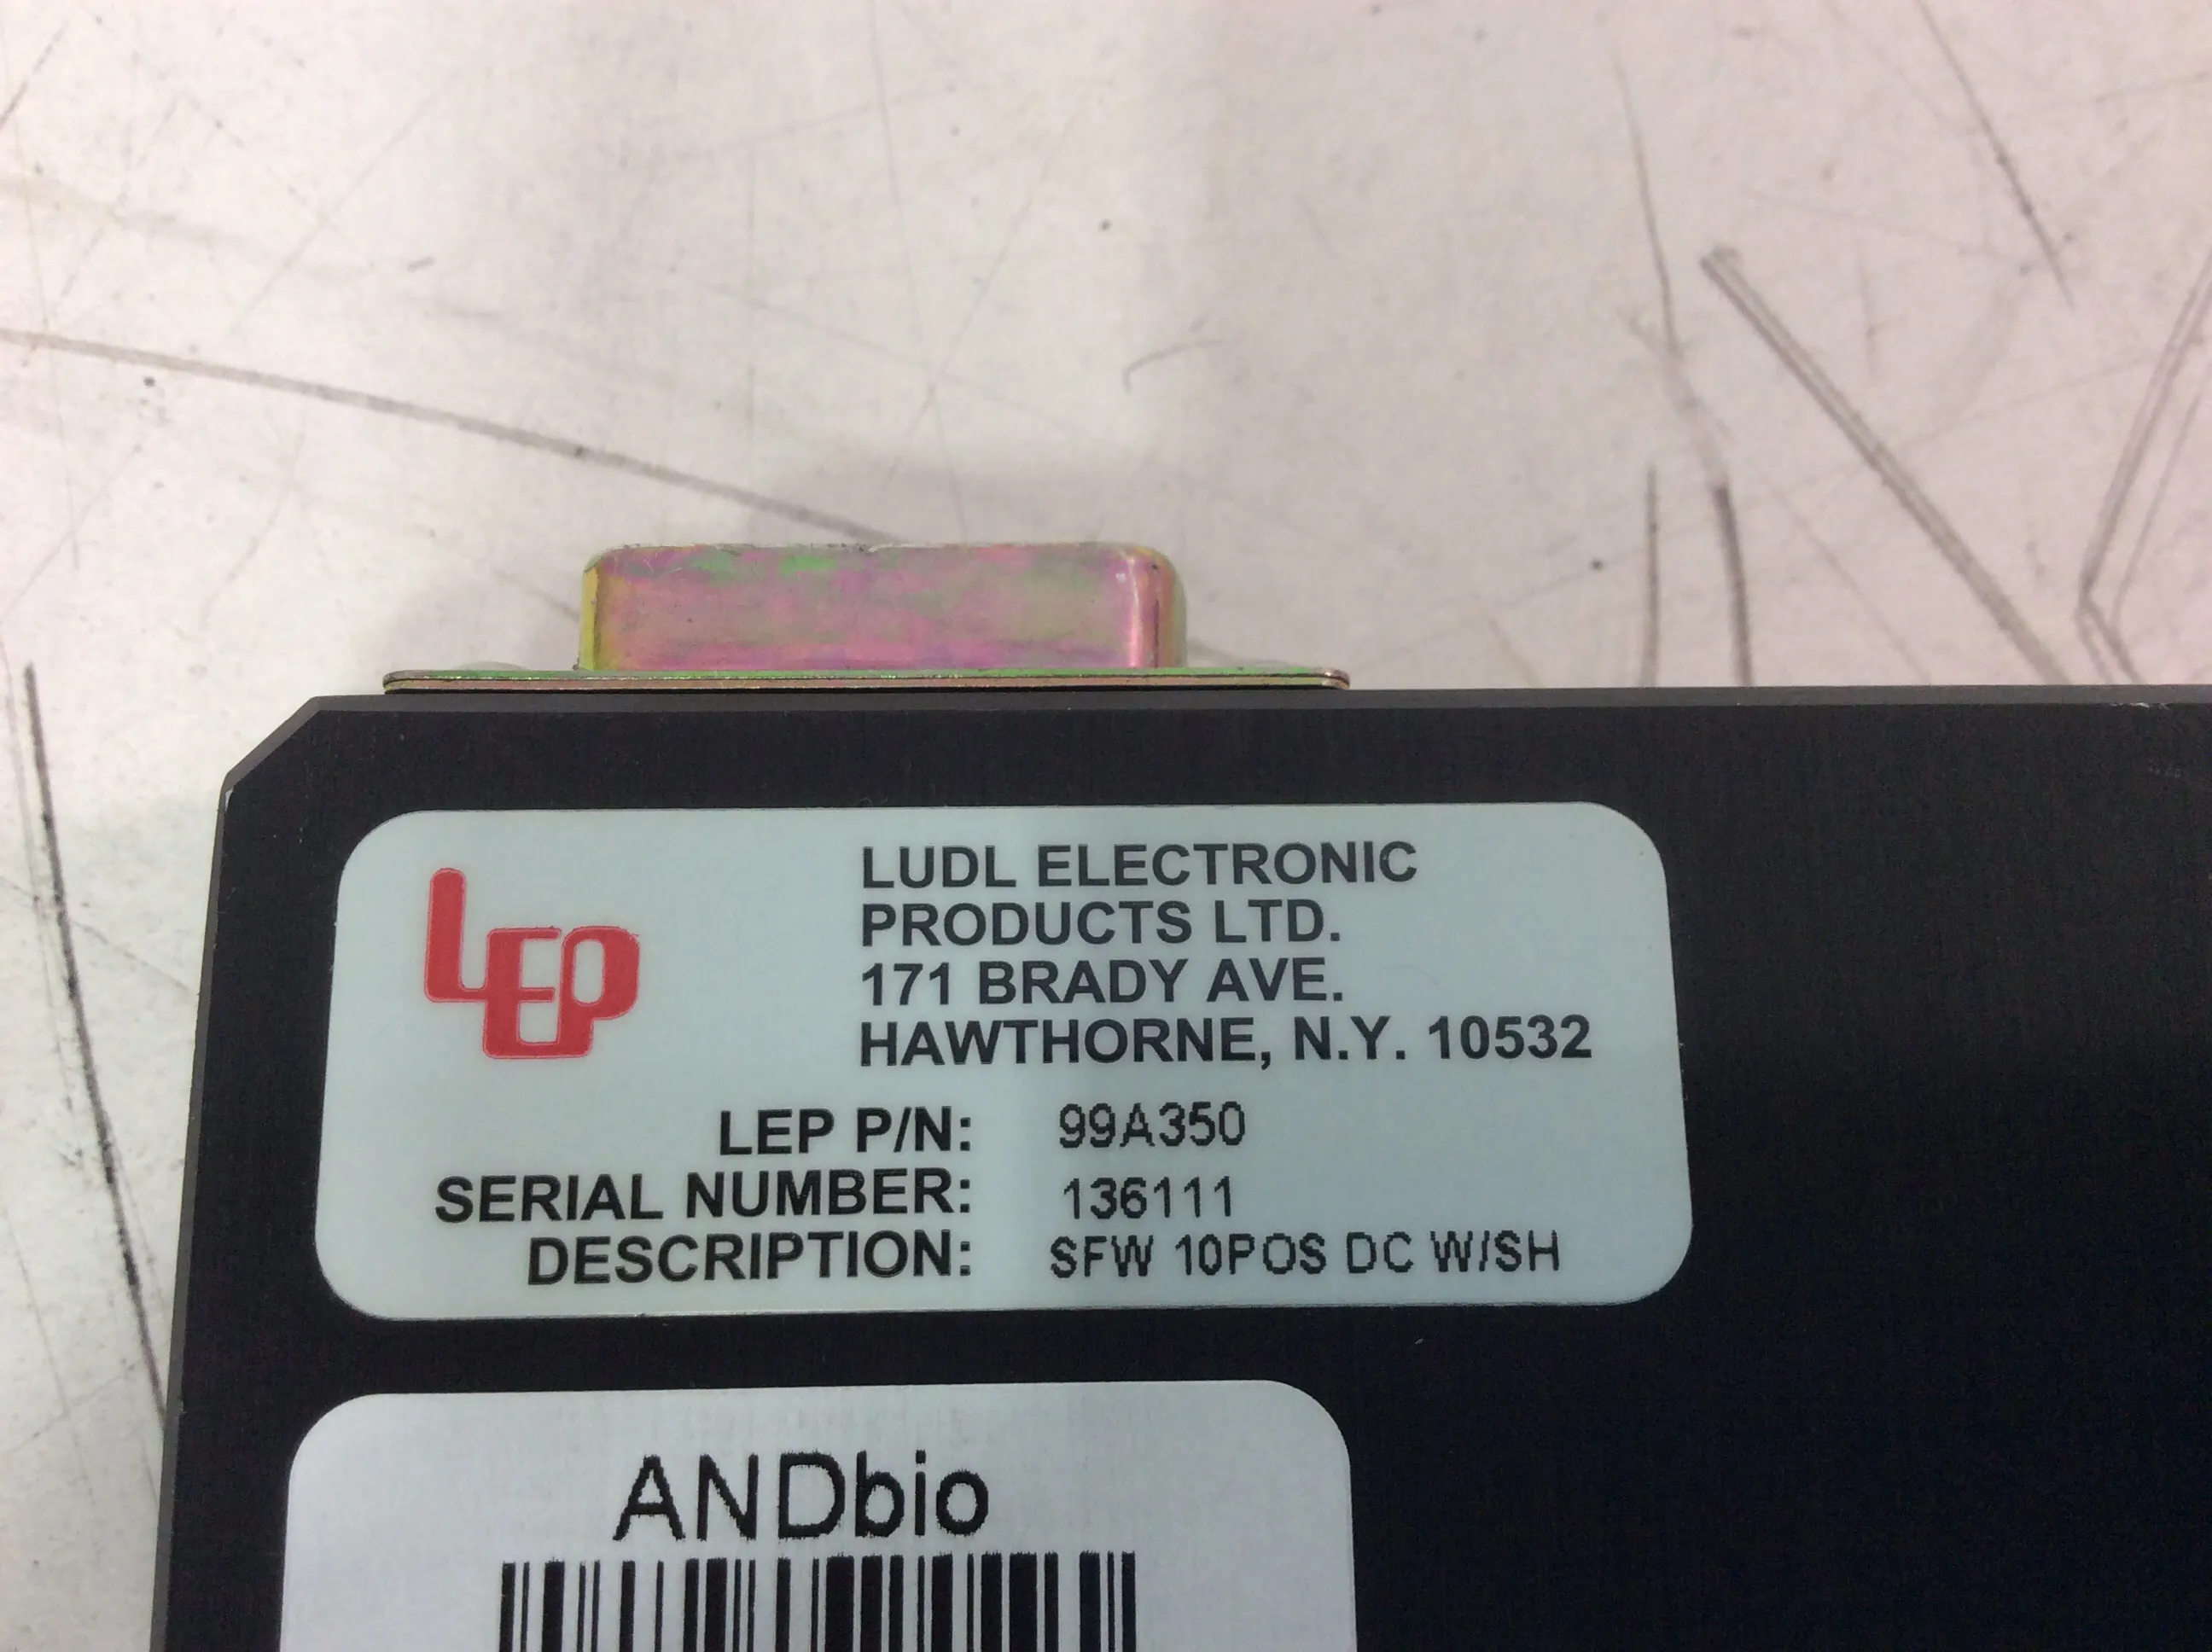 LEP
LUDL ELECTRONIC
PRODUCTS LTD.
171 BRADY AVE.
HAWTHORNE, N.Y. 10532
LEP P/N: 99A350
SERIAL NUMBER: 136111
DESCRIPTION: SFW 10POS DC W/SH
ANDbio